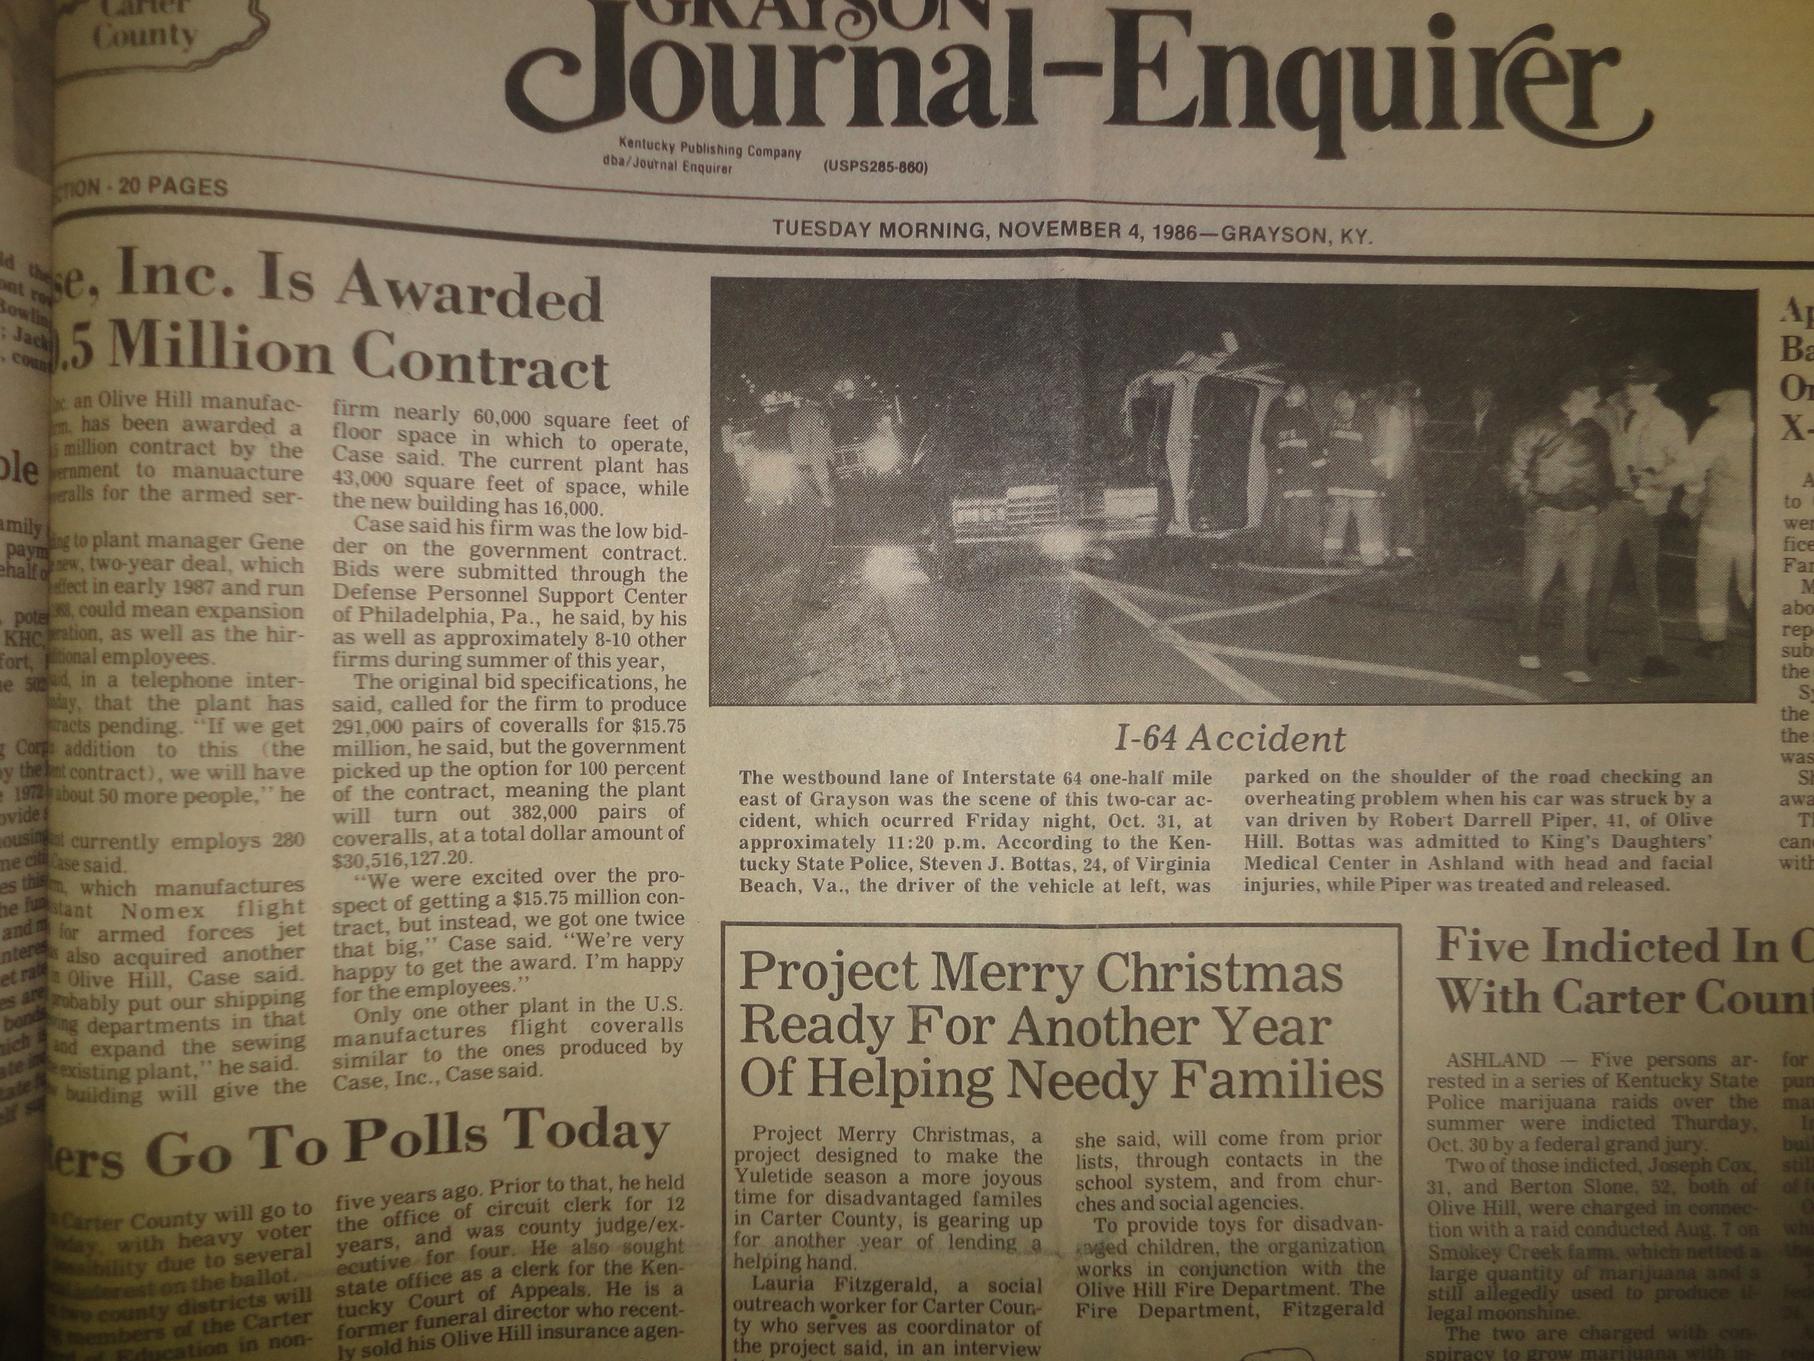 Carter
County
GRAYSON
Journal-Enquirer
Kentucky Publishing Company
dba/Journal Enquirer
(USPS285-860)
20 PAGES
TUESDAY MORNING, NOVEMBER 4, 1986—GRAYSON, KY.
Inc. Is Awarded
.5 Million Contract
an Olive Hill manufac-
has been awarded a
million contract by the
to manuacture
for the armed ser-
to plant manager Gene
new, two-year deal, which
effect in early 1987 and run
could mean expansion
as well as the hir-
employees.
in a telephone inter-
that the plant has
pending. "If we get
addition to this (the
contract), we will have
about 50 more people," he
currently employs 280
Case said.
which manufactures
Nomex flight
for armed forces jet
also acquired another
Olive Hill, Case said.
probably put our shipping
departments in that
and expand the sewing
existing plant," he said.
building will give the
firm nearly 60,000 square feet of
floor space in which to operate,
Case said. The current plant has
43,000 square feet of space, while
the new building has 16,000.
Case said his firm was the low bid-
der on the government contract.
Bids were submitted through the
Defense Personnel Support Center
of Philadelphia, Pa., he said, by his
as well as approximately 8-10 other
firms during summer of this year,
The original bid specifications, he
said, called for the firm to produce
291,000 pairs of coveralls for $15.75
million, he said, but the government
picked up the option for 100 percent
of the contract, meaning the plant
will turn out 382,000 pairs of
coveralls, at a total dollar amount of
$30,516,127.20.
"We were excited over the pro-
spect of getting a $15.75 million con-
tract, but instead, we got one twice
that big," Case said. "We're very
happy to get the award. I'm happy
for the employees."
Only one other plant in the U.S.
manufactures flight coveralls
similar to the ones produced by
Case, Inc., Case said.
Go To Polls Today
Carter County will go to
with heavy voter
due to several
interest on the ballot.
two county districts will
members of the Carter
Education in non-
five years ago. Prior to that, he held
the office of circuit clerk for 12
years, and was county judge/ex-
ecutive for four. He also sought
state office as a clerk for the Ken-
tucky Court of Appeals. He is a
former funeral director who recent-
ly sold his Olive Hill insurance agen-
I-64 Accident
The westbound lane of Interstate 64 one-half mile
east of Grayson was the scene of this two-car ac-
cident, which ocurred Friday night, Oct. 31, at
approximately 11:20 p.m. According to the Ken-
tucky State Police, Steven J. Bottas, 24, of Virginia
Beach, Va., the driver of the vehicle at left, was
parked on the shoulder of the road checking an
overheating problem when his car was struck by a
van driven by Robert Darrell Piper, 41, of Olive
Hill. Bottas was admitted to King's Daughters'
Medical Center in Ashland with head and facial
injuries, while Piper was treated and released.
Project Merry Christmas
Ready For Another Year
Of Helping Needy Families
Project Merry Christmas, a
project designed to make the
Yuletide season a more joyous
time for disadvantaged familes
in Carter County, is gearing up
for another year of lending a
helping hand.
Lauria Fitzgerald, a social
outreach worker for Carter Coun-
ty who serves as coordinator of
the project said, in an interview
she said, will come from prior
lists, through contacts in the
school system, and from chur-
ches and social agencies.
To provide toys for disadvan-
taged children, the organization
works in conjunction with the
Olive Hill Fire Department. The
Fire Department, Fitzgerald
Five Indicted In
With Carter
ASHLAND — Five persons ar-
rested in a series of Kentucky State
Police marijuana raids over the
summer were indicted Thurday,
Oct. 30 by a federal grand jury.
Two of those indicted, Joseph Cox,
31, and Berton Slone, 52, both of
Olive Hill, were charged in connec-
tion with a raid conducted Aug. 7 on
Smokey Creek farm, which netted a
large quantity of marijuana and a
still allegedly used to produce il-
legal moonshine.
The two are charged with con-
spiracy to grow marijuana with in-